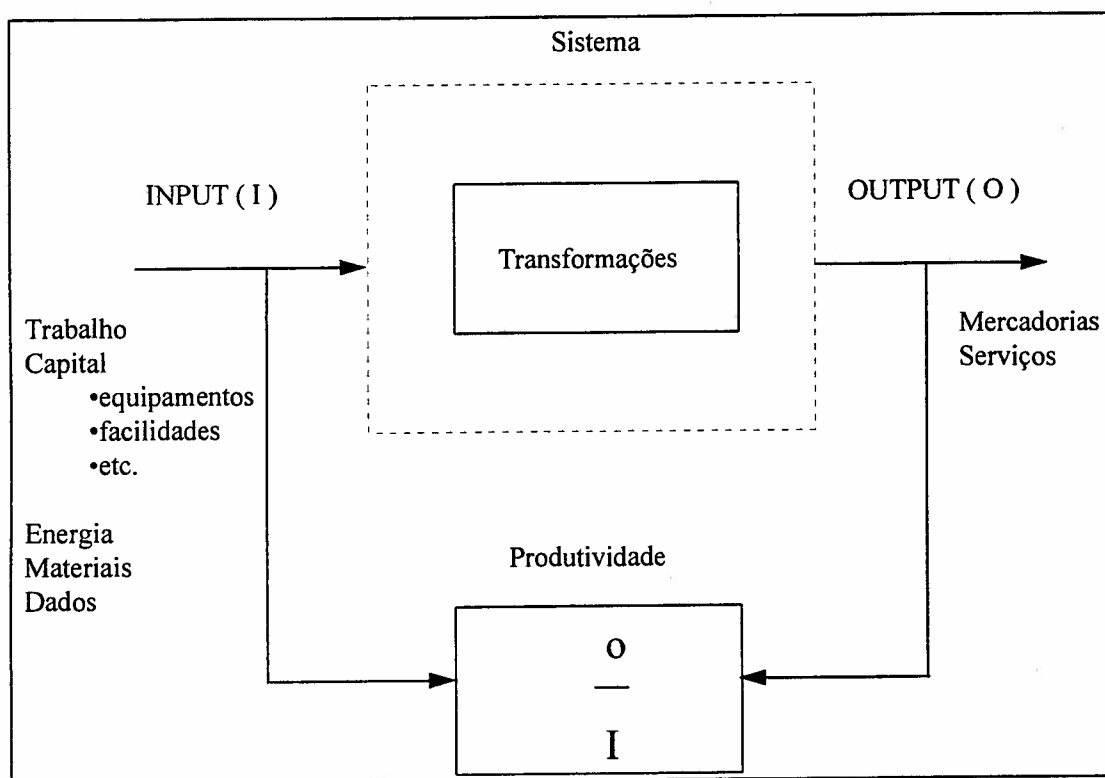 Sistema
INPUT ( I )
OUTPUT ( O )
Transformações
Trabalho
Capital
•equipamentos
•facilidades
•etc.
Mercadorias
Serviços
Energia
Materiais
Dados
Produtividade
O
I